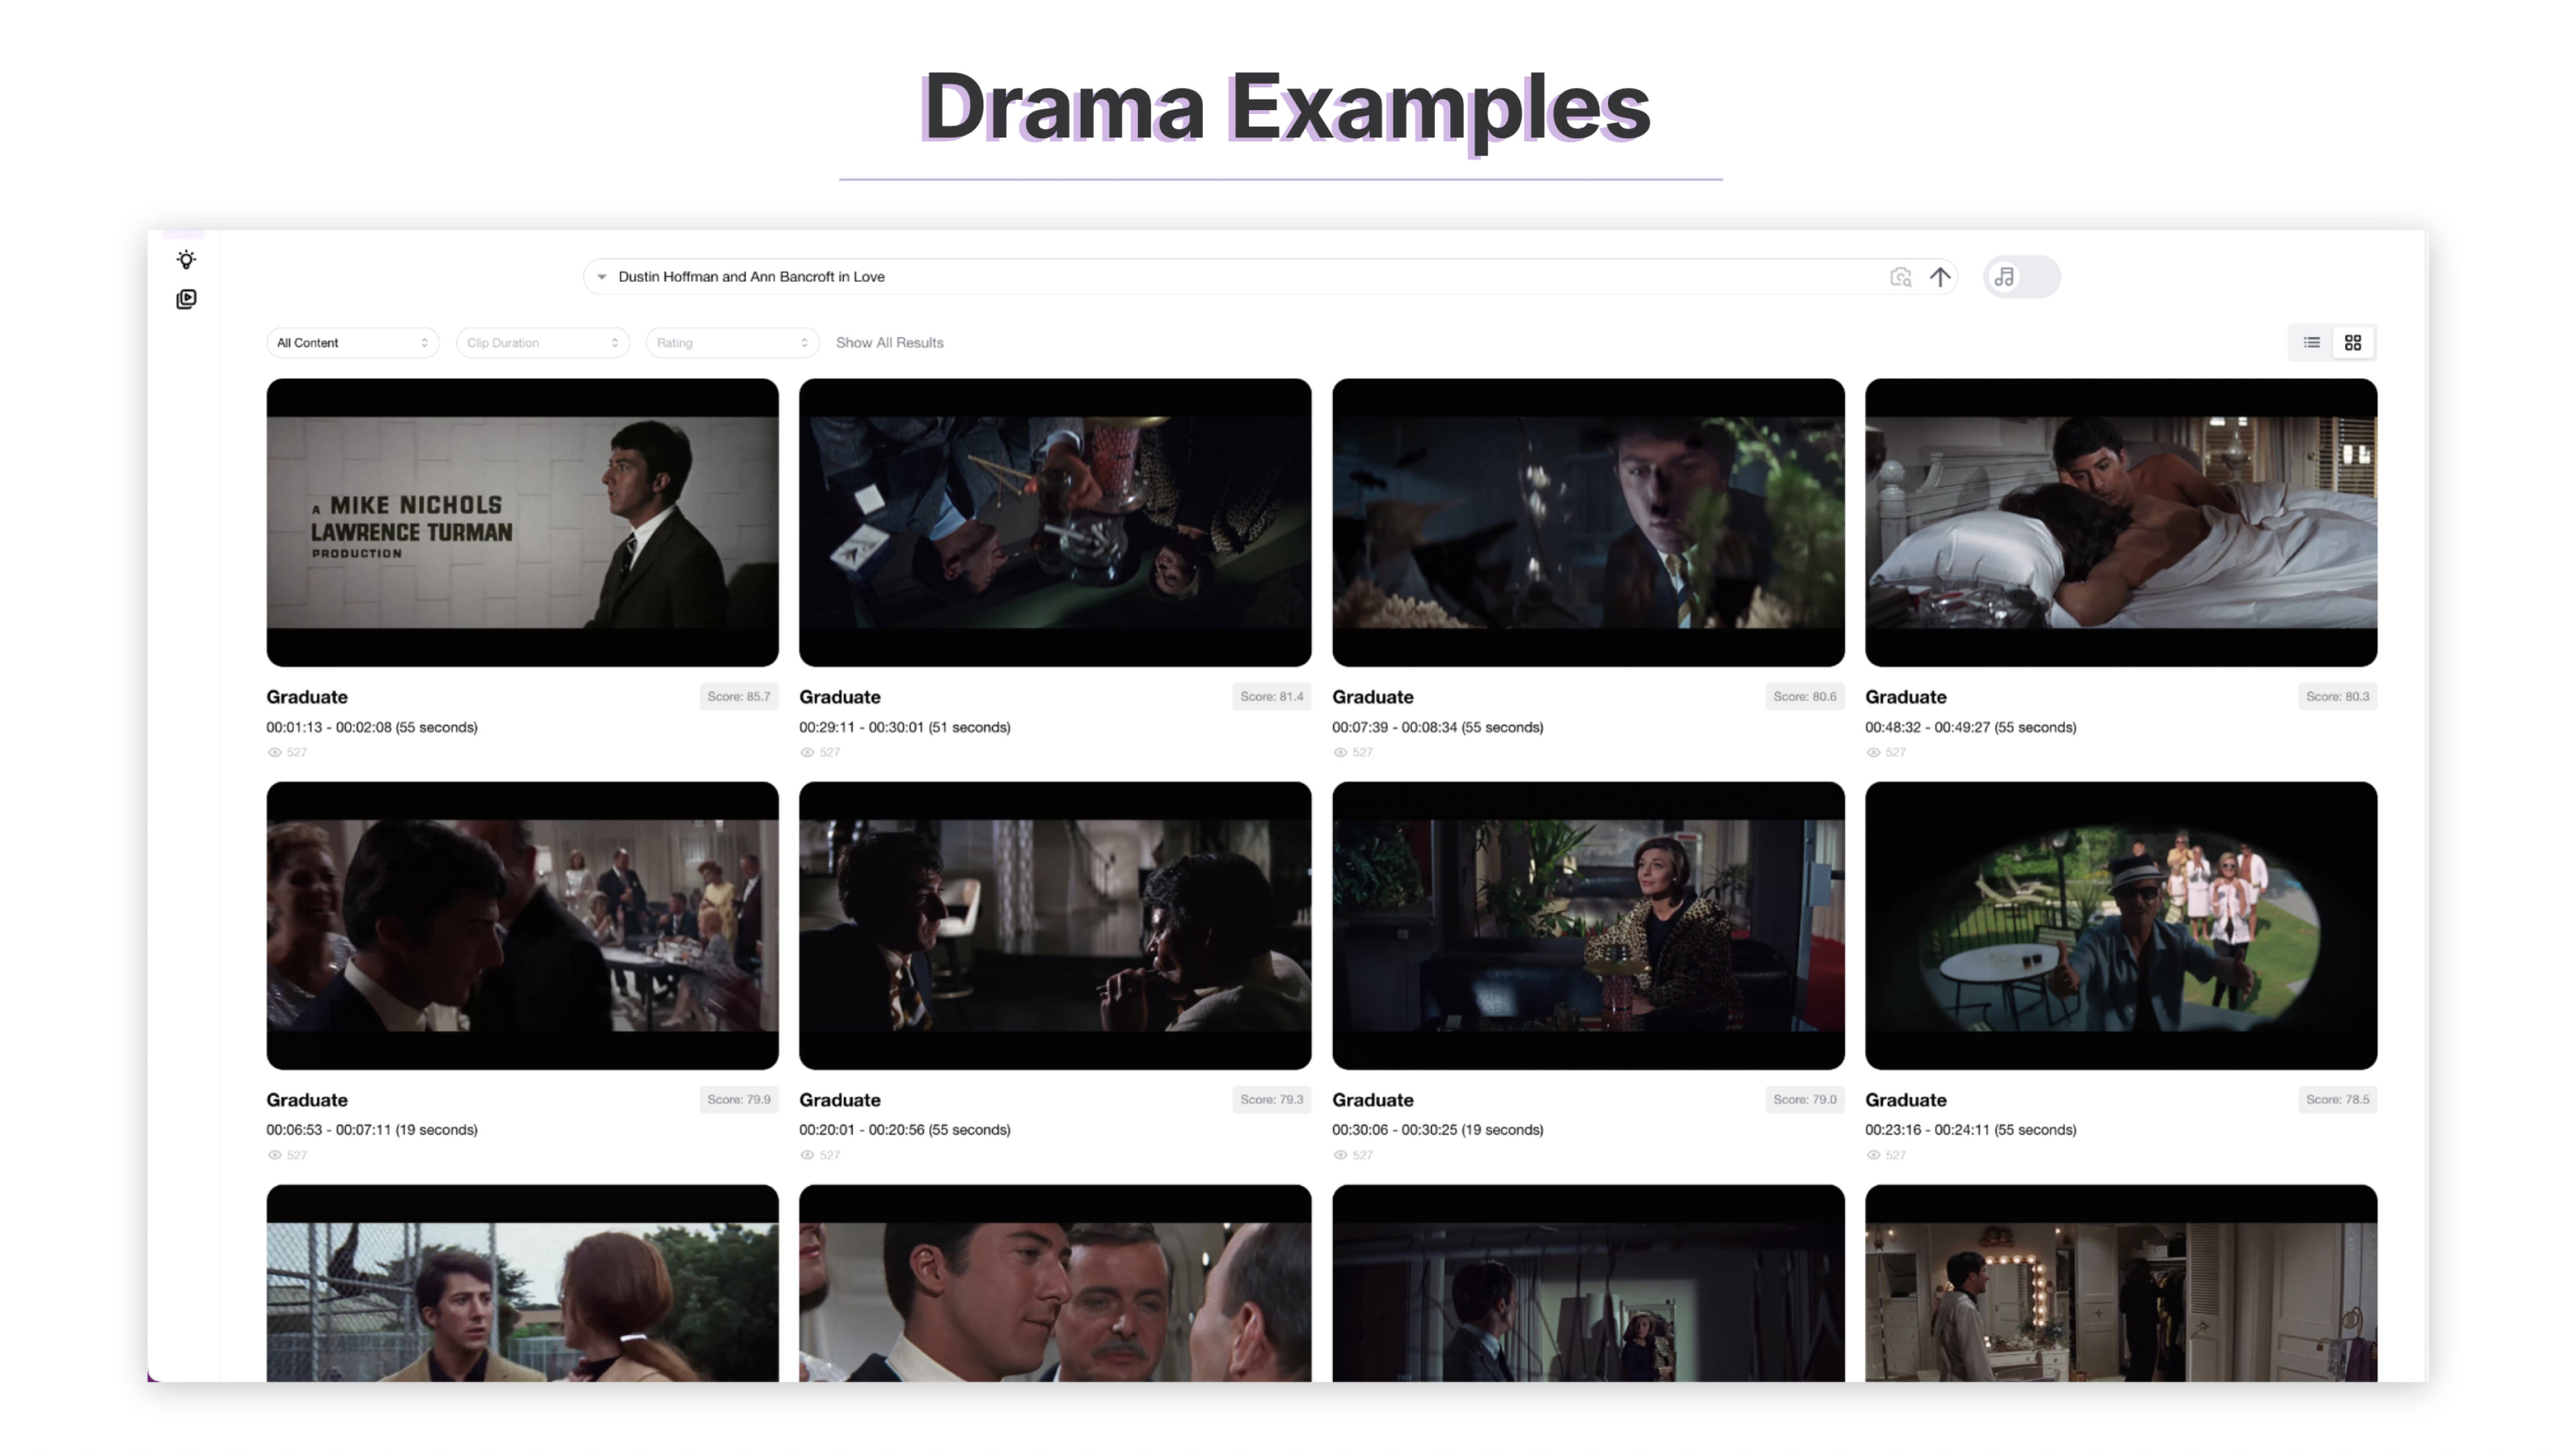 Drama Examples
Dustin Hoffman and Ann Bancroft in Love
All Content
Clip Duration
Rating
Show All Results
A MIKE NICHOLS
LAWRENCE TURMAN
PRODUCTION
Graduate
Score: 85.7
00:01:13 - 00:02:08 (55 seconds)
527
Graduate
Score: 81.4
00:29:11 - 00:30:01 (51 seconds)
527
Graduate
Score: 80.6
00:07:39 - 00:08:34 (55 seconds)
527
Graduate
Score: 80.3
00:48:32 - 00:49:27 (55 seconds)
527
Graduate
Score: 79.9
00:06:53 - 00:07:11 (19 seconds)
527
Graduate
Score: 79.3
00:20:01 - 00:20:56 (55 seconds)
527
Graduate
Score: 79.0
00:30:06 - 00:30:25 (19 seconds)
527
Graduate
Score: 78.5
00:23:16 - 00:24:11 (55 seconds)
527